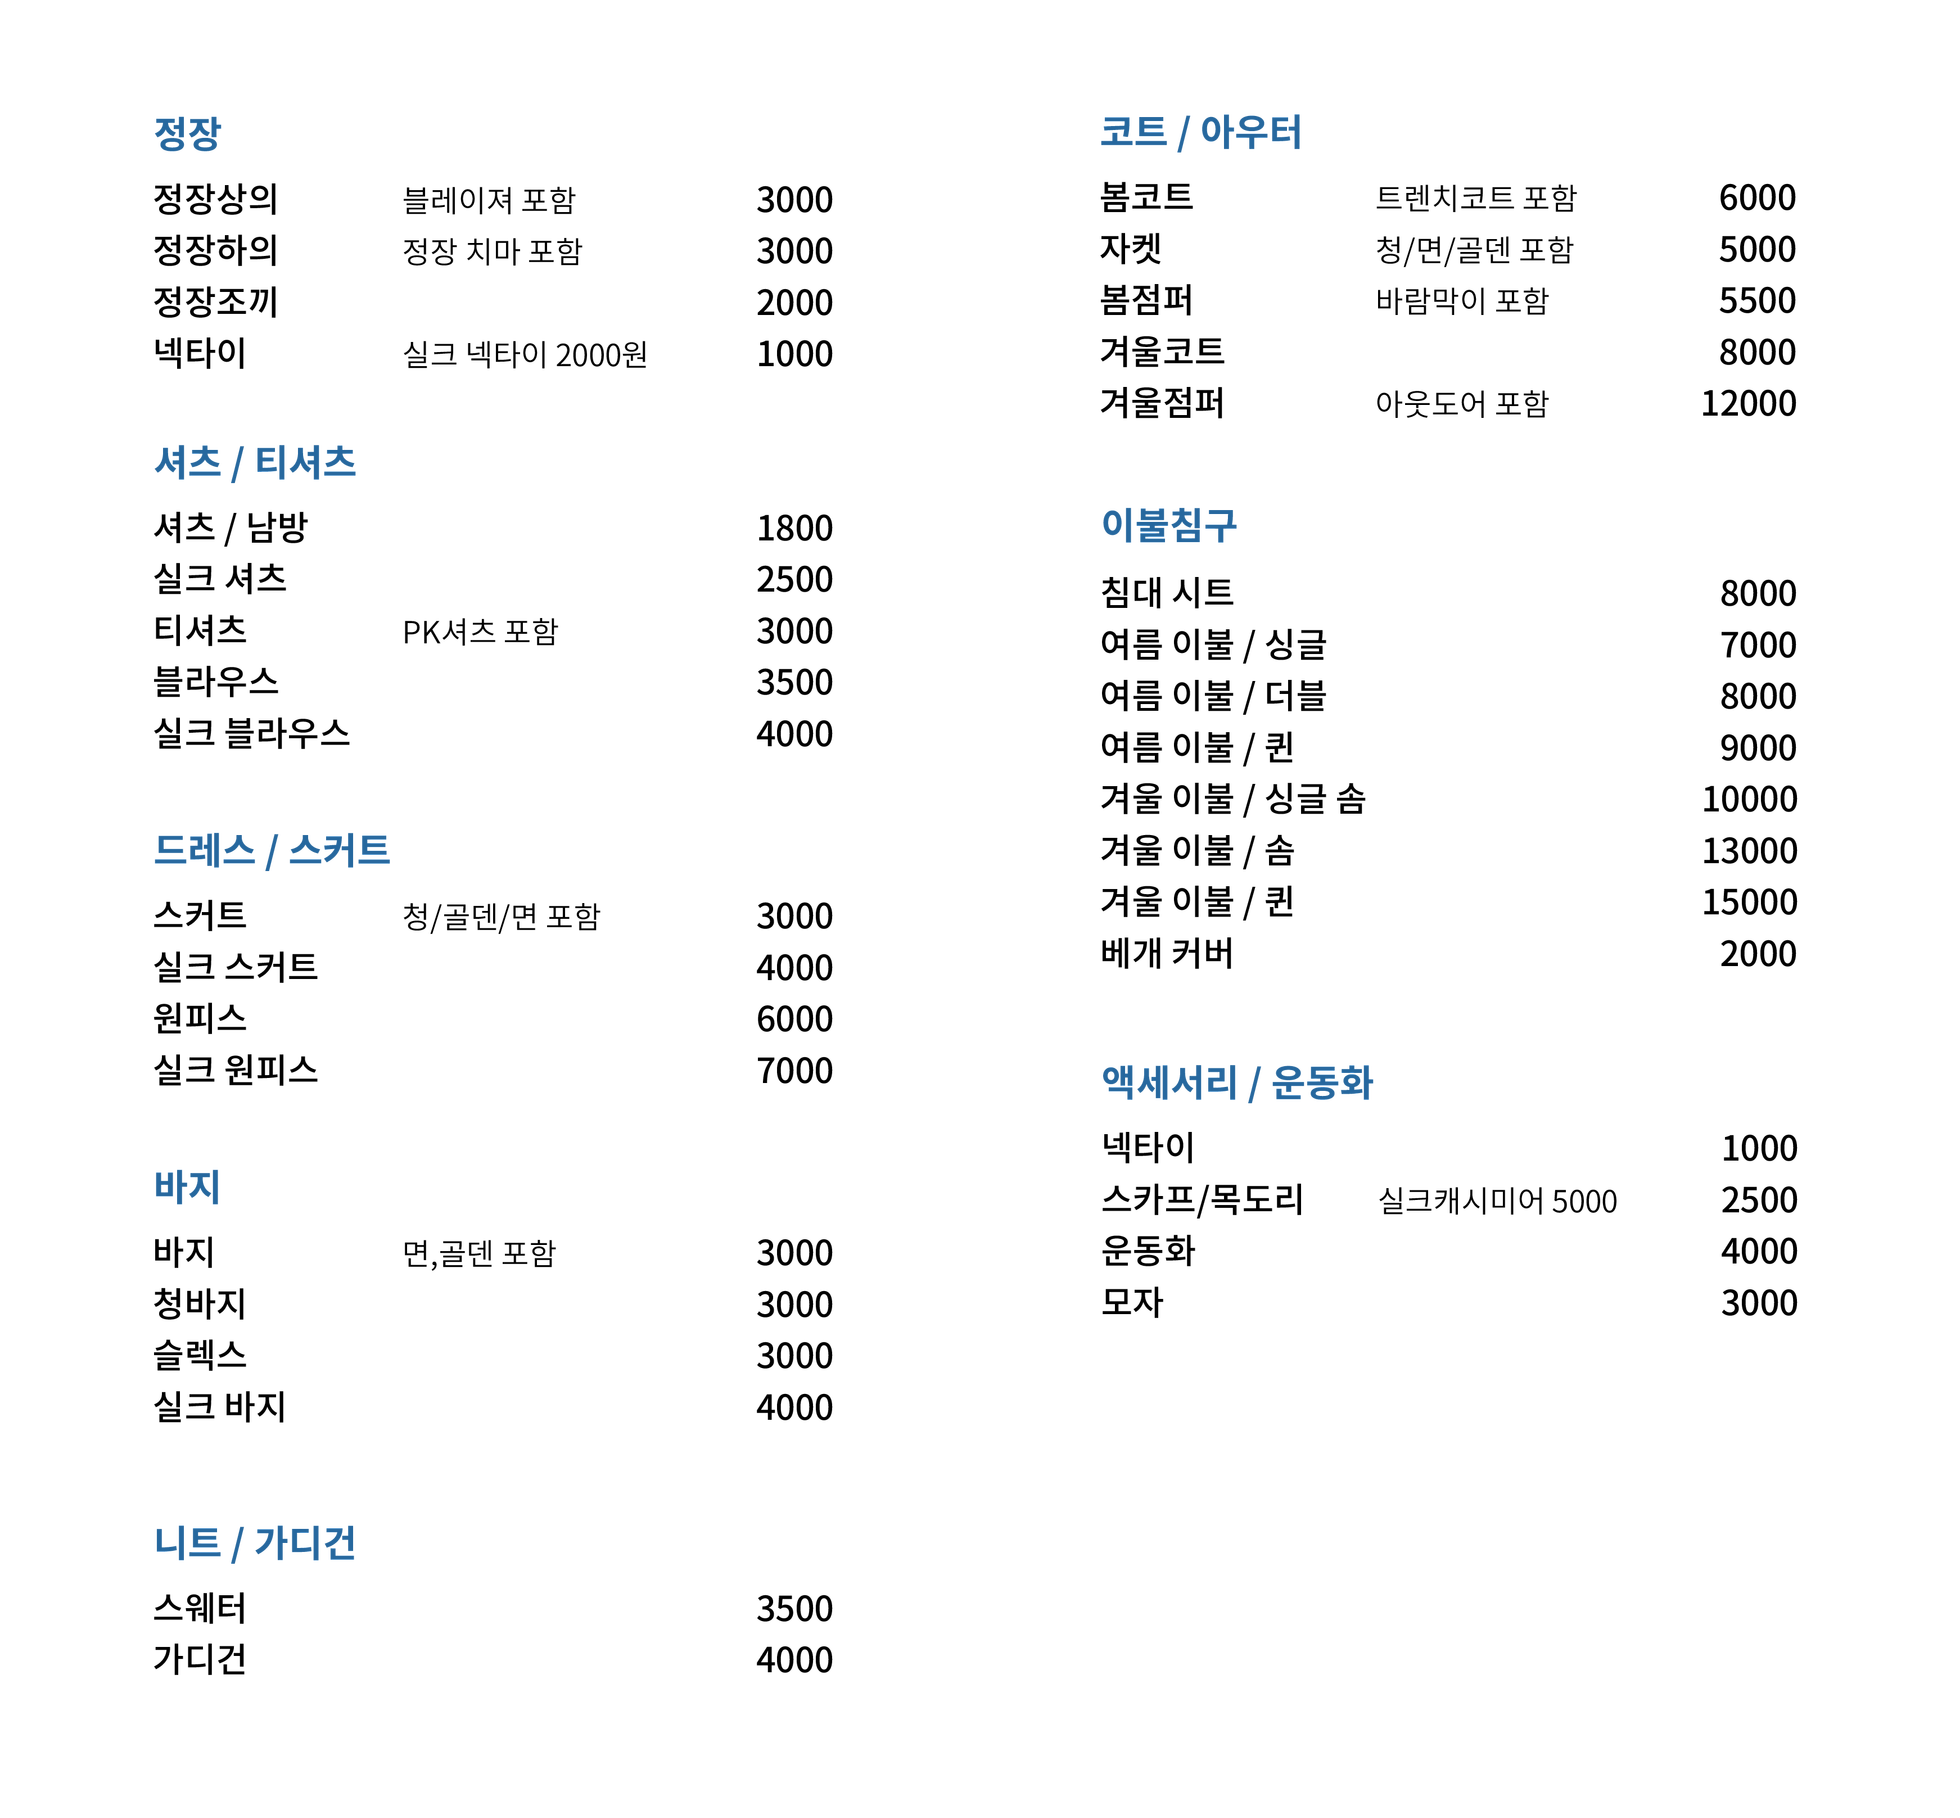 정장
정장상의 블레이져 포함 3000
정장하의 정장 치마 포함 3000
정장조끼 2000
넥타이 실크 넥타이 2000원 1000
셔츠 / 티셔츠
셔츠 / 남방 1800
실크 셔츠 2500
티셔츠 PK셔츠 포함 3000
블라우스 3500
실크 블라우스 4000
드레스 / 스커트
스커트 청/골덴/면 포함 3000
실크 스커트 4000
원피스 6000
실크 원피스 7000
바지
바지 면,골덴 포함 3000
청바지 3000
슬렉스 3000
실크 바지 4000
니트 / 가디건
스웨터 3500
가디건 4000
코트 / 아우터
봄코트 트렌치코트 포함 6000
자켓 청/면/골덴 포함 5000
봄점퍼 바람막이 포함 5500
겨울코트 8000
겨울점퍼 아웃도어 포함 12000
이불침구
침대 시트 8000
여름 이불 / 싱글 7000
여름 이불 / 더블 8000
여름 이불 / 퀸 9000
겨울 이불 / 싱글 솜 10000
겨울 이불 / 솜 13000
겨울 이불 / 퀸 15000
베개 커버 2000
액세서리 / 운동화
넥타이 1000
스카프/목도리 실크캐시미어 5000 2500
운동화 4000
모자 3000